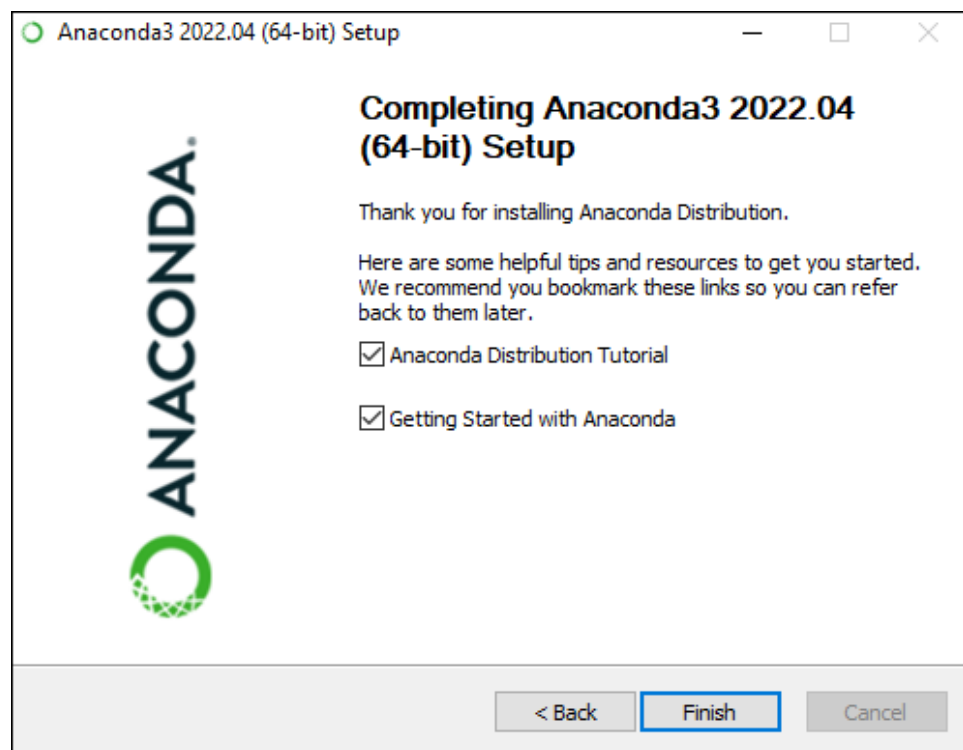 Anaconda3 2022.04 (64-bit) Setup
ANACONDA.
Completing Anaconda3 2022.04
(64-bit) Setup
Thank you for installing Anaconda Distribution.
Here are some helpful tips and resources to get you started.
We recommend you bookmark these links so you can refer
back to them later.
Anaconda Distribution Tutorial
Getting Started with Anaconda
< Back
Finish
Cancel